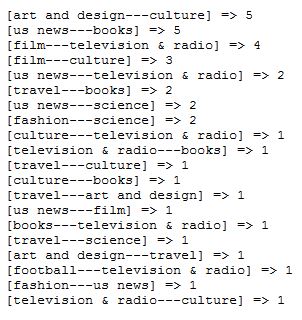 [art and design---culture] => 5
[us news---books] => 5
[film---television & radio] => 4
[film---culture] => 3
[us news---television & radio] => 2
[travel---books] => 2
[us news---science] => 2
[fashion---science] => 2
[culture---television & radio] => 1
[television & radio---books] => 1
[travel---culture] => 1
[culture---books] => 1
[travel---art and design] => 1
[us news---film] => 1
[books---television & radio] => 1
[travel---science] => 1
[art and design---travel] => 1
[football---television & radio] => 1
[fashion---us news] => 1
[television & radio---culture] => 1